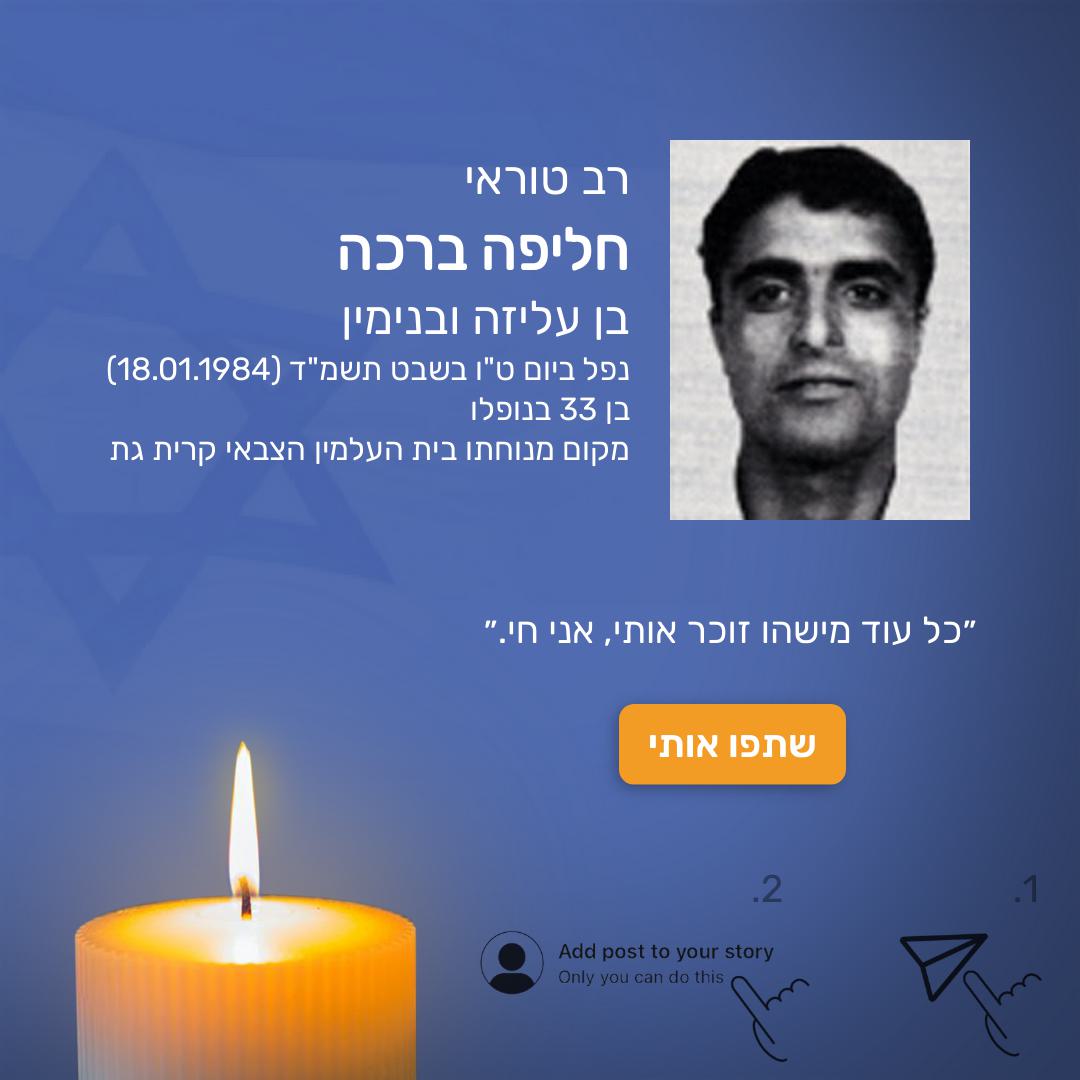 רב טוראי
חליפה ברכה
בן עליזה ובנימין
נפל ביום ט"ו בשבט תשמ"ד (18.01.1984)
בן 33 בנופלו
מקום מנוחתו בית העלמין הצבאי קרית גת
״כל עוד מישהו זוכר אותי, אני חי.״
שתפו אותי
1.
2.
Add post to your story
Only you can do this